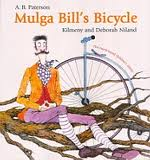 A. B. Paterson
Mulga Bill's Bicycle
Kilmeny and Deborah Niland